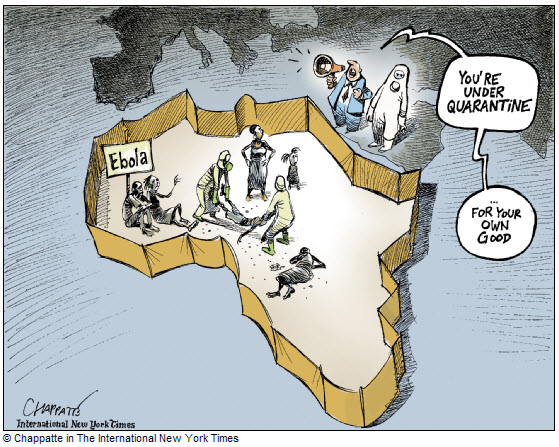 YOU'RE
UNDER
QUARANTINE
... FOR YOUR
OWN
GOOD
Ebola
CHAPPATTE
International New York Times
© Chappatte in The International New York Times